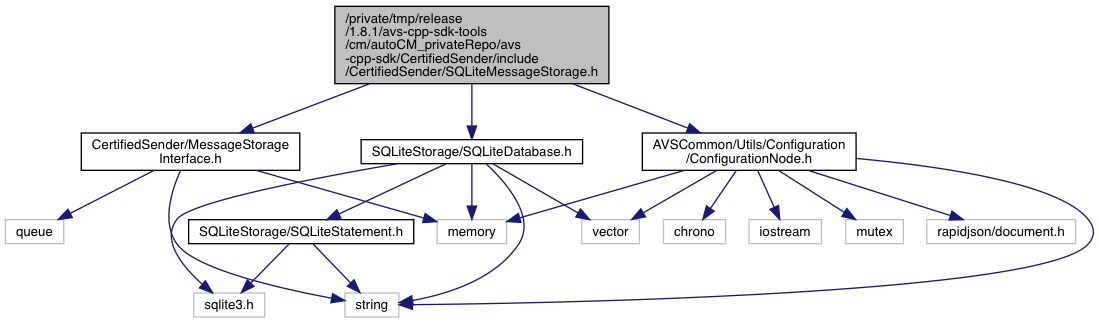 /private/tmp/release
/1.8.1/avs-cpp-sdk-tools
/cm/autoCM_privateRepo/avs
-cpp-sdk/CertifiedSender/include
/CertifiedSender/SQLiteMessageStorage.h
CertifiedSender/MessageStorage
Interface.h
SQLiteStorage/SQLiteDatabase.h
AVSCommon/Utils/Configuration
/ConfigurationNode.h
queue
SQLiteStorage/SQLiteStatement.h
memory
vector
chrono
iostream
mutex
rapidjson/document.h
sqlite3.h
string